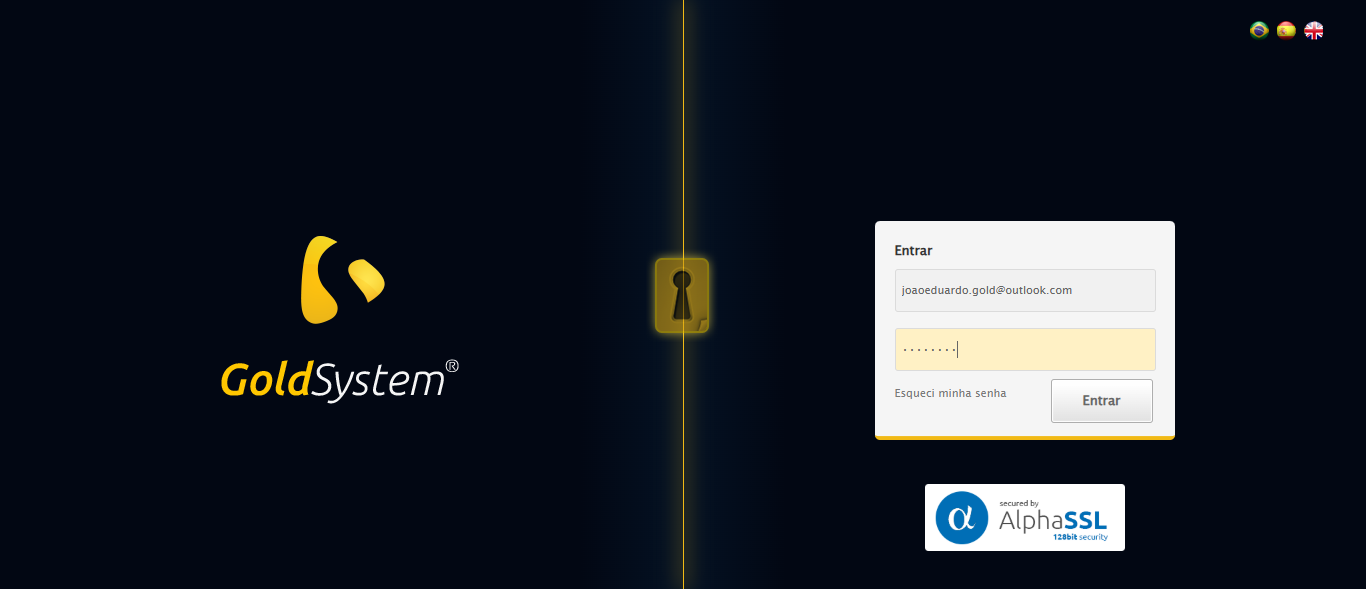 GoldSystem®
Entrar
joaoeduardo.gold@outlook.com
........
Esqueci minha senha
Entrar
secured by
α AlphaSSL
128bit security